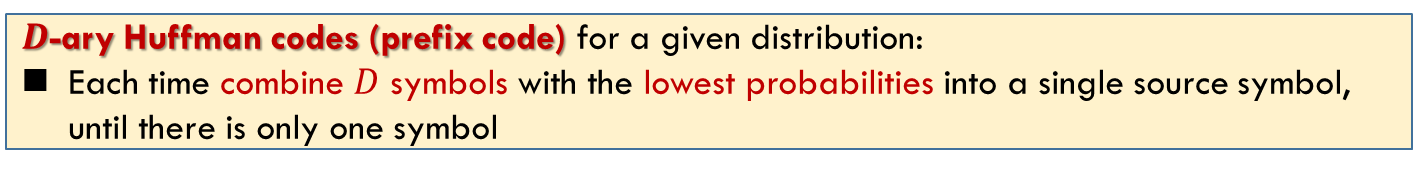 D-ary Huffman codes (prefix code) for a given distribution:
■ Each time combine D symbols with the lowest probabilities into a single source symbol,
until there is only one symbol